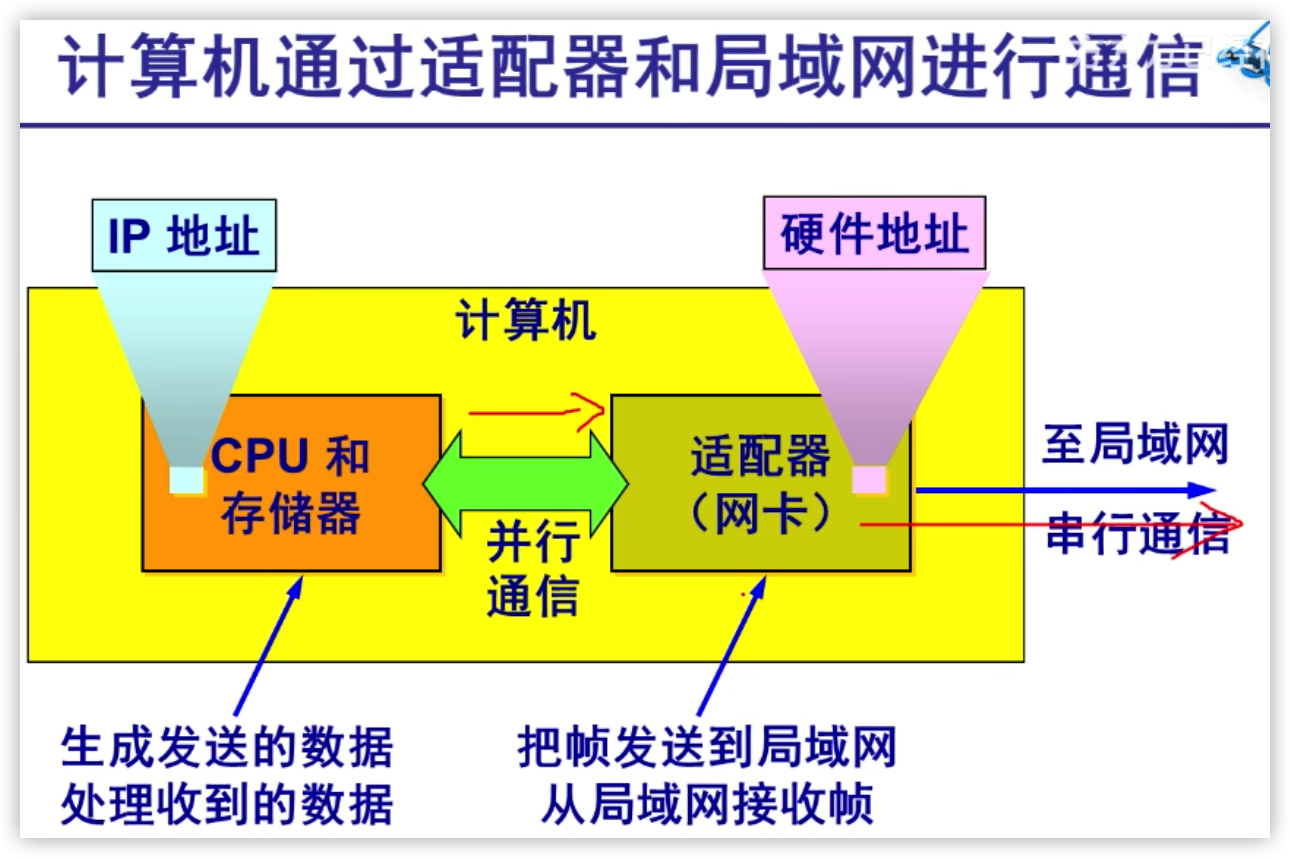 计算机通过适配器和局域网进行通信
IP 地址
硬件地址
计算机
CPU 和
存储器
并行
通信
适配器
（网卡）
至局域网
串行通信
生成发送的数据
处理收到的数据
把帧发送到局域网
从局域网接收帧